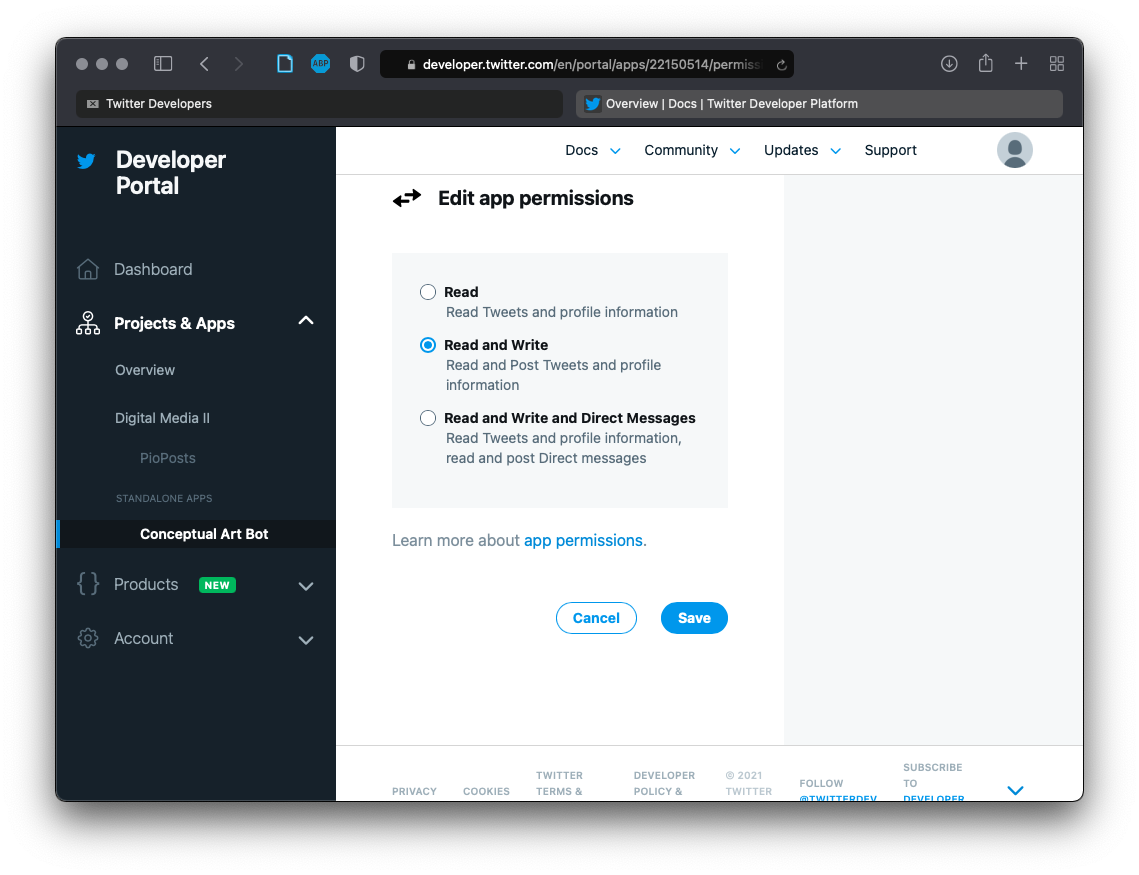 ABP
developer.twitter.com/en/portal/apps/22150514/permiss
Twitter Developers
Overview | Docs | Twitter Developer Platform
Developer
Portal
Docs
Community
Updates
Support
Edit app permissions
Dashboard
Projects & Apps
Overview
Digital Media II
PioPosts
STANDALONE APPS
Conceptual Art Bot
Products NEW
Account
Read
Read Tweets and profile information
Read and Write
Read and Post Tweets and profile
information
Read and Write and Direct Messages
Read Tweets and profile information,
read and post Direct messages
Learn more about app permissions.
Cancel
Save
PRIVACY
COOKIES
TWITTER
TERMS &
DEVELOPER
POLICY &
© 2021
TWITTER
FOLLOW
@TWITTERDEV
SUBSCRIBE
TO
DEVELOPER